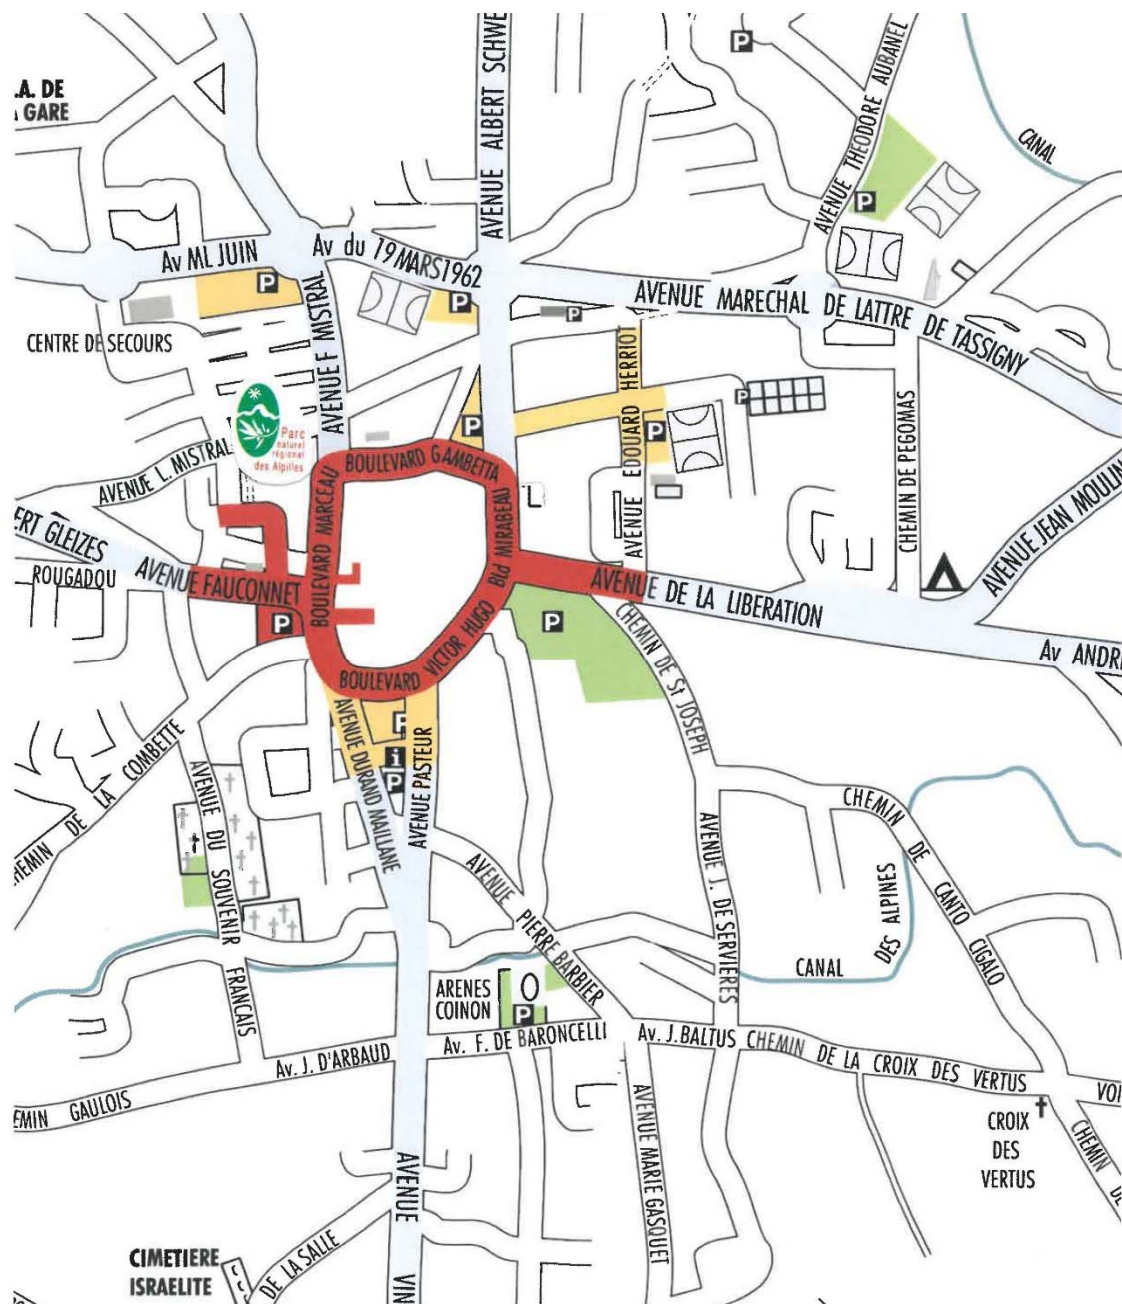 .A. DE
GARE
AVENUE ALBERT SCHWE
P
AVENUE THEODORE AUBANEL
CANAL
P
Av ML JUIN
Av du 19 MARS 1962
P
P
P
AVENUE MARECHAL DE LATTRE DE TASSIGNY
CENTRE DE SECOURS
AVENUE F MISTRAL
AVENUE EDOUARD HERRIOT
Parc
naturel
régional
des Alpilles
P
P
P
CHEMIN DE PEGOMAS
AVENUE L. MISTRAL
BOULEVARD GAMBETTA
BOULEVARD MARCEAU
Bld MIRABEAU
AVENUE JEAN MOULIN
ERT GLEIZES
ROUGADOU
AVENUE FAUCONNET
AVENUE DE LA LIBERATION
P
P
BOULEVARD VICTOR HUGO
CHEMIN DE St JOSEPH
Av ANDR
AVENUE DURAND MAILLANE
P
i
P
AVENUE PASTEUR
HEMIN DE LA COMBETTE
AVENUE DU SOUVENIR FRANCAIS
AVENUE PIERRE BARBIER
AVENUE J. DE SERVIERES
CHEMIN DE CANTO CIGALO
CANAL DES ALPINES
ARENES
COINON
P
Av. J. D'ARBAUD
Av. F. DE BARONCELLI
Av. J.BALTUS
CHEMIN DE LA CROIX DES VERTUS
VOI
EMIN GAULOIS
CROIX
DES
VERTUS
CHEMIN DE
AVENUE MARIE GASQUET
AVENUE VIN
DE LA SALLE
CIMETIERE
ISRAELITE